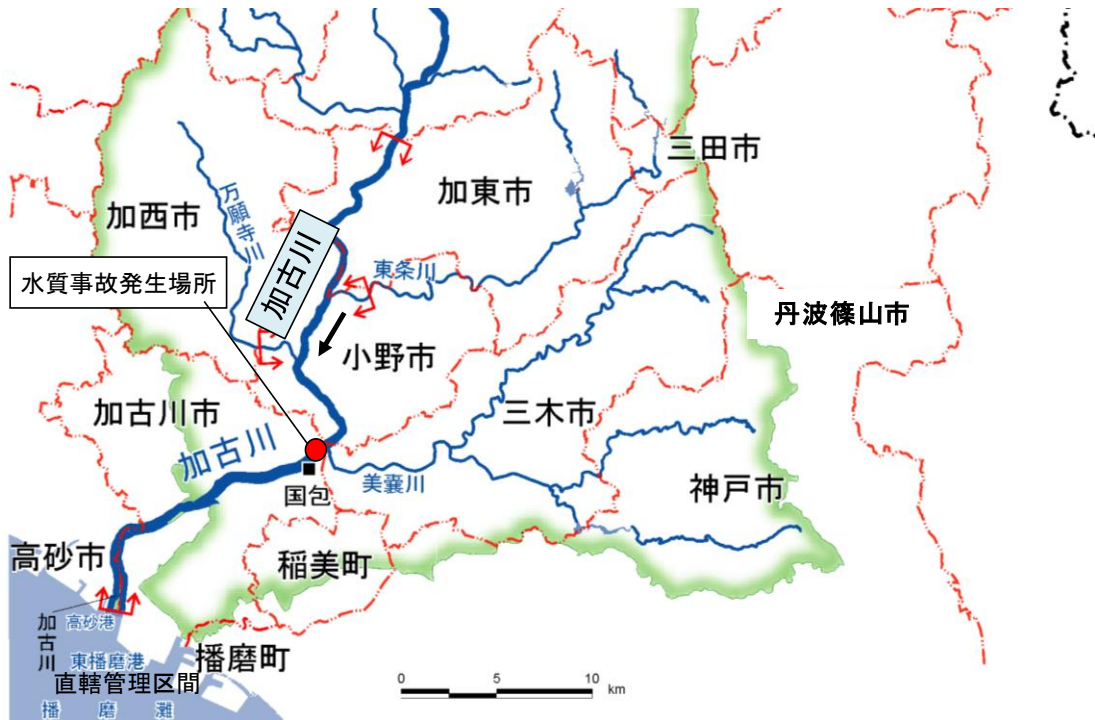 三田市
加東市
加西市
万願寺川
加古川
水質事故発生場所
東条川
丹波篠山市
小野市
加古川市
三木市
加古川
美嚢川
国包
神戸市
高砂市
稲美町
加古川
高砂港
播磨町
東播磨港
直轄管理区間
播磨灘
0 5 10 km